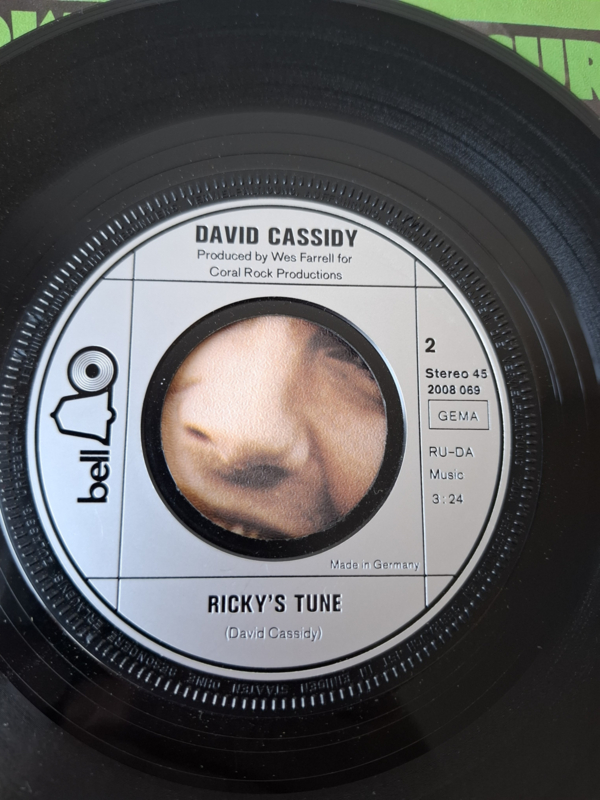 DAVID CASSIDY
Produced by Wes Farrell for
Coral Rock Productions
bell
2
Stereo 45
2008 069
GEMA
RU-DA
Music
3:24
Made in Germany
RICKY'S TUNE
(David Cassidy)